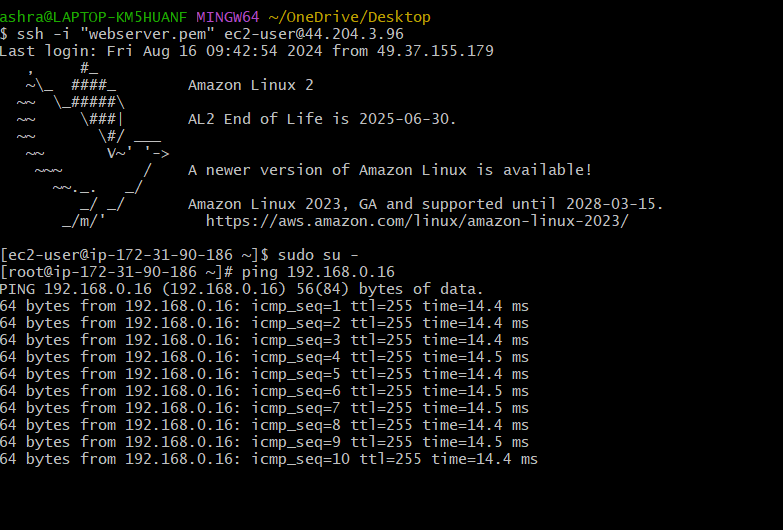 ashra@LAPTOP-KM5HUANF MINGW64 ~/OneDrive/Desktop
$ ssh -i "webserver.pem" ec2-user@44.204.3.96
Last login: Fri Aug 16 09:42:54 2024 from 49.37.155.179
   ,     #_
   ~\_  ####_        Amazon Linux 2
  ~~  \_#####\
  ~~     \###|       AL2 End of Life is 2025-06-30.
  ~~       \#/ ___
   ~~       V~' '->
    ~~~         /    A newer version of Amazon Linux is available!
      ~~._.   _/
         _/ _/       Amazon Linux 2023, GA and supported until 2028-03-15.
       _/m/'           https://aws.amazon.com/linux/amazon-linux-2023/

[ec2-user@ip-172-31-90-186 ~]$ sudo su -
[root@ip-172-31-90-186 ~]# ping 192.168.0.16
PING 192.168.0.16 (192.168.0.16) 56(84) bytes of data.
64 bytes from 192.168.0.16: icmp_seq=1 ttl=255 time=14.4 ms
64 bytes from 192.168.0.16: icmp_seq=2 ttl=255 time=14.4 ms
64 bytes from 192.168.0.16: icmp_seq=3 ttl=255 time=14.4 ms
64 bytes from 192.168.0.16: icmp_seq=4 ttl=255 time=14.5 ms
64 bytes from 192.168.0.16: icmp_seq=5 ttl=255 time=14.4 ms
64 bytes from 192.168.0.16: icmp_seq=6 ttl=255 time=14.5 ms
64 bytes from 192.168.0.16: icmp_seq=7 ttl=255 time=14.5 ms
64 bytes from 192.168.0.16: icmp_seq=8 ttl=255 time=14.4 ms
64 bytes from 192.168.0.16: icmp_seq=9 ttl=255 time=14.5 ms
64 bytes from 192.168.0.16: icmp_seq=10 ttl=255 time=14.4 ms